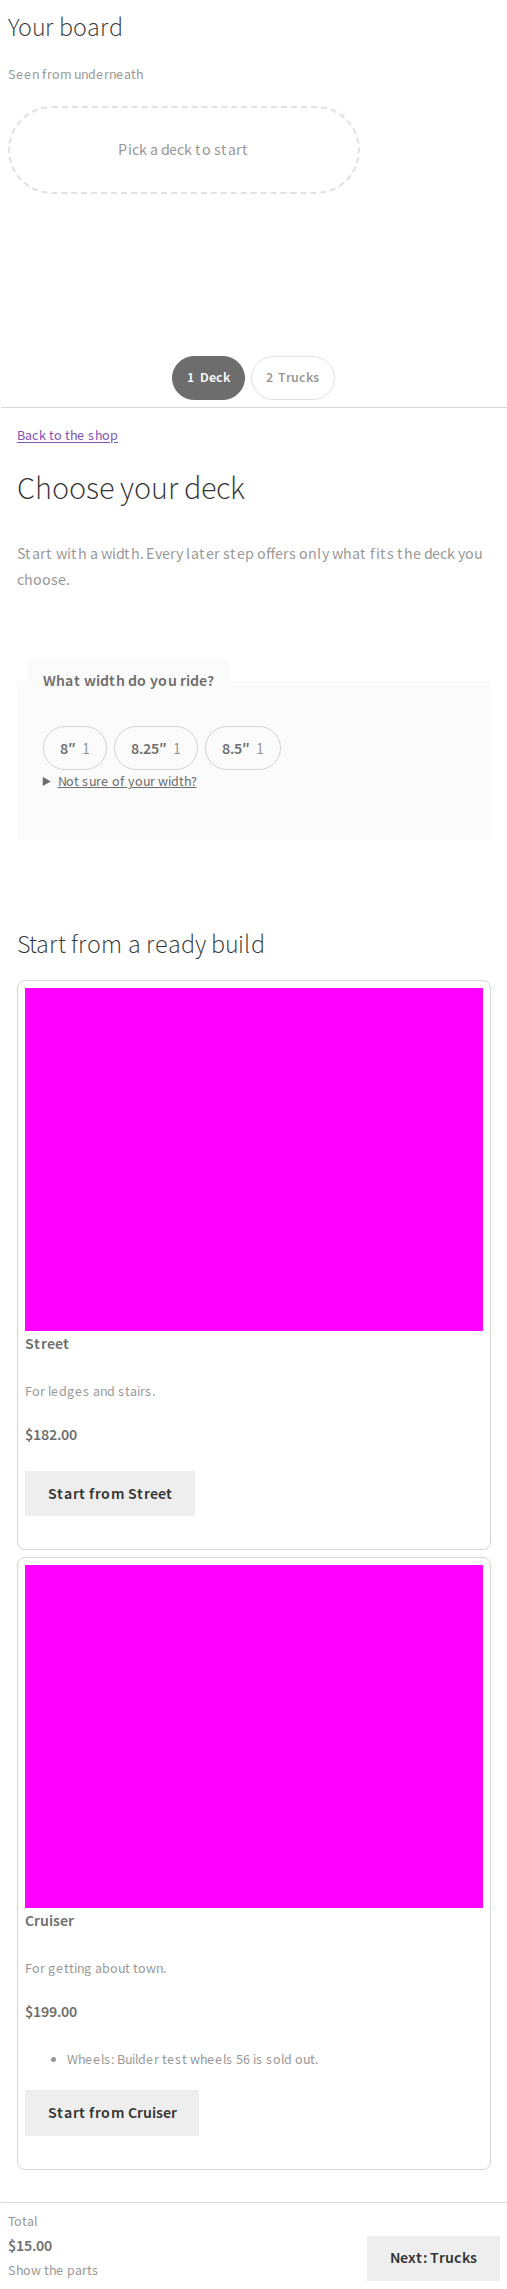 Your board
Seen from underneath
Pick a deck to start
1 Deck
2 Trucks
Back to the shop
Choose your deck
Start with a width. Every later step offers only what fits the deck you
choose.
What width do you ride?
8″ 1
8.25″ 1
8.5″ 1
Not sure of your width?
Start from a ready build
Street
For ledges and stairs.
$182.00
Start from Street
Cruiser
For getting about town.
$199.00
Wheels: Builder test wheels 56 is sold out.
Start from Cruiser
Total
$15.00
Show the parts
Next: Trucks